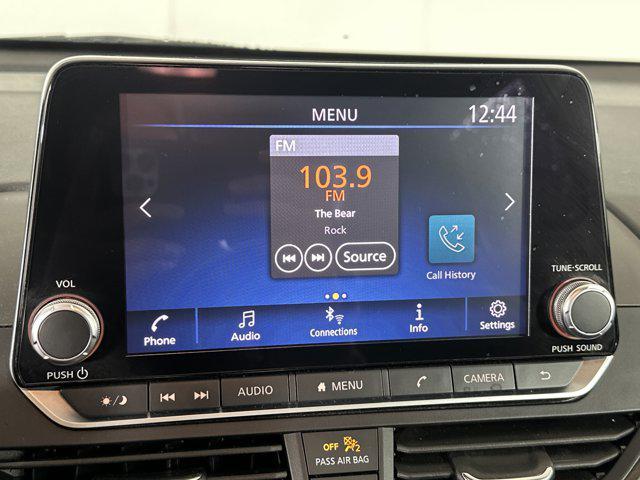 MENU 12:44
FM
103.9
FM
The Bear
Rock
Source
Call History
Phone Audio Connections Info Settings
VOL
PUSH
TUNE·SCROLL
PUSH SOUND
AUDIO MENU CAMERA
OFF 2
PASS AIR BAG